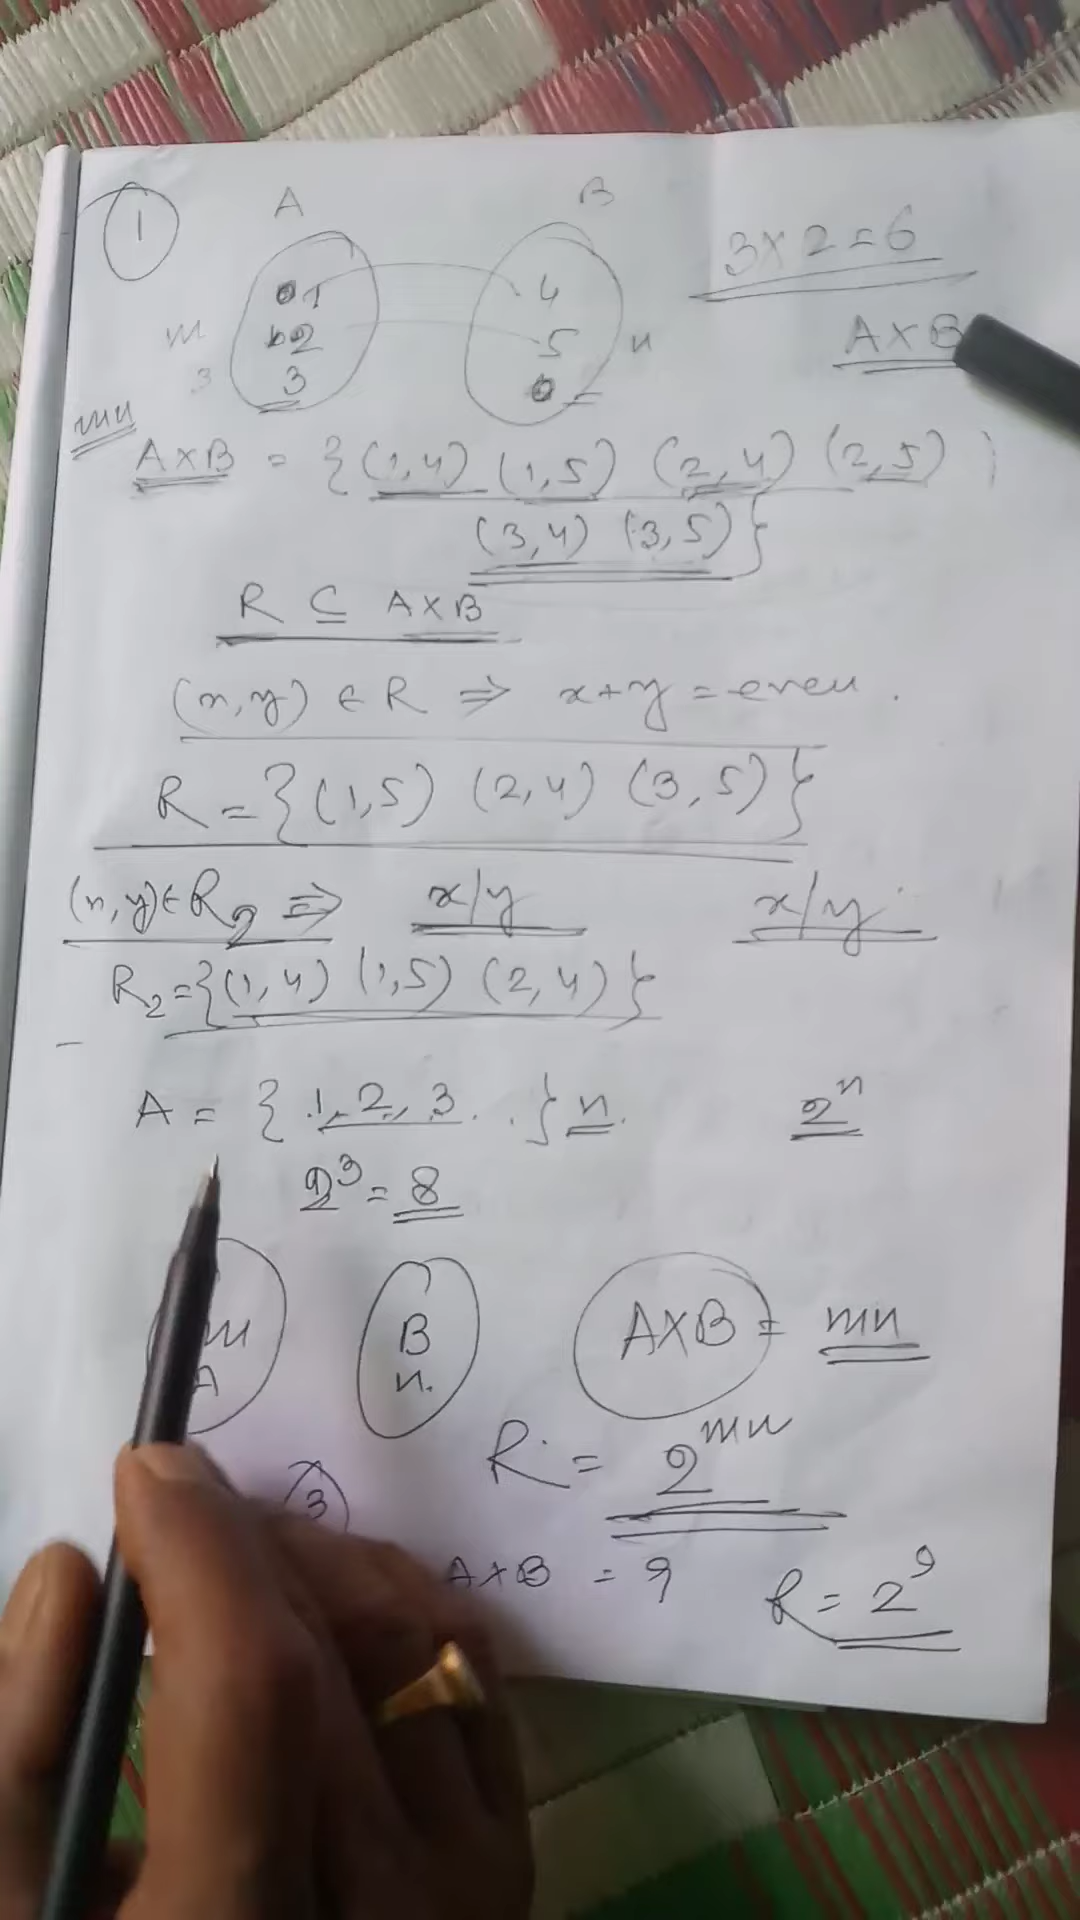 1
A B
3×2=6
1 4
m 2 5 n
3 3
A×B
mn
A×B = {(1,4) (1,5) (2,4) (2,5)
(3,4) (3,5)}
R ⊆ A×B
(x,y) ∈ R ⇒ x+y = even.
R = {(1,5) (2,4) (3,5)}
(x,y) ∈ R2 ⇒ x/y x/y
R2={(1,4) (1,5) (2,4)}
A = {1,2,3..} n. 2^n
2^3 = 8
m B A×B = mn
A n.
R = 2^mn
3
A×B = 9 R = 2^9